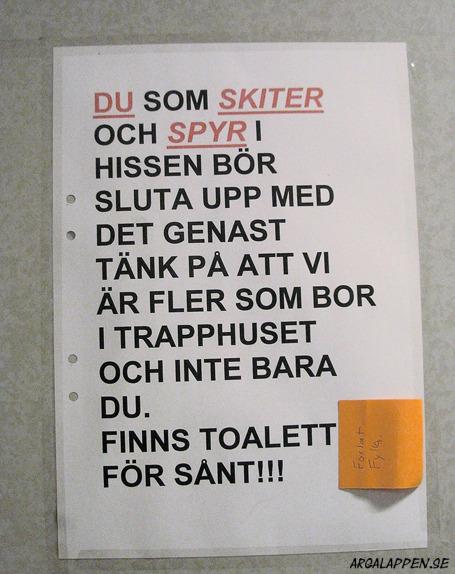 DU SOM SKITER
OCH SPYR I
HISSEN BÖR
SLUTA UPP MED
DET GENAST
TÄNK PÅ ATT VI
ÄR FLER SOM BOR
I TRAPPHUSET
OCH INTE BARA
DU.
FINNS TOALETT
FÖR SÅNT!!!
Förlåt
ARGALAPPEN.SE